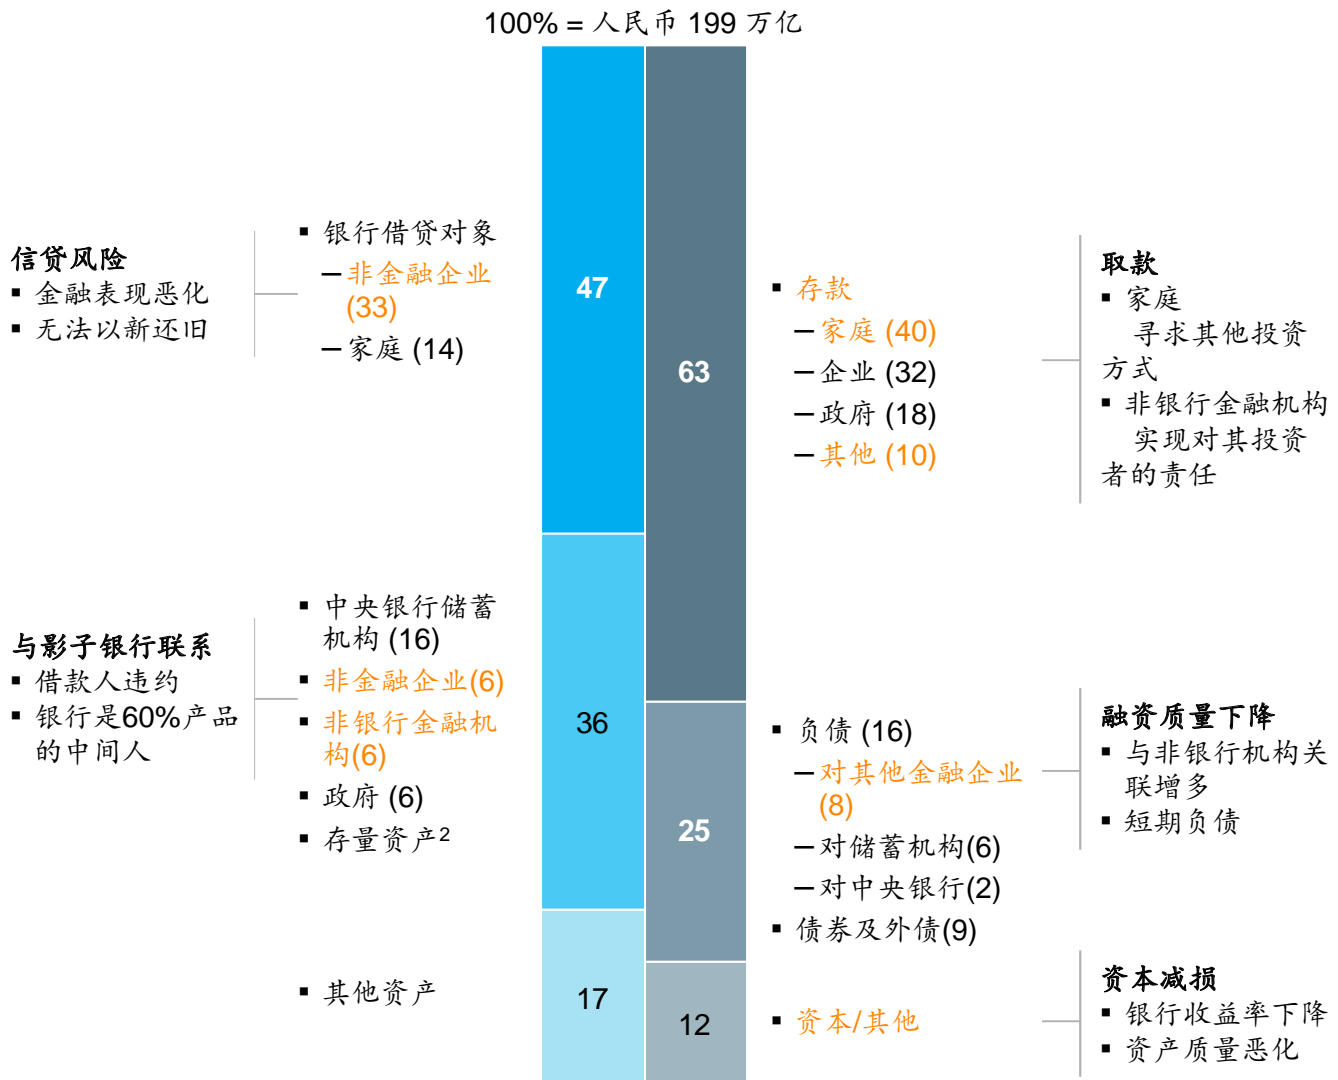 100% = 人民币 199 万亿
信贷风险
▪ 金融表现恶化
▪ 无法以新还旧
▪ 银行借贷对象
– 非金融企业
(33)
– 家庭 (14)
47
63
▪ 存款
– 家庭 (40)
– 企业 (32)
– 政府 (18)
– 其他 (10)
取款
▪ 家庭
寻求其他投资
方式
▪ 非银行金融机构
实现对其投资
者的责任
与影子银行联系
▪ 借款人违约
▪ 银行是60%产品
的中间人
▪ 中央银行储蓄
机构 (16)
▪ 非金融企业(6)
▪ 非银行金融机
构(6)
▪ 政府 (6)
▪ 存量资产2
36
25
▪ 负债 (16)
– 对其他金融企业
(8)
– 对储蓄机构(6)
– 对中央银行(2)
▪ 债券及外债(9)
融资质量下降
▪ 与非银行机构关
联增多
▪ 短期负债
▪ 其他资产
17
12
▪ 资本/其他
资本减损
▪ 银行收益率下降
▪ 资产质量恶化